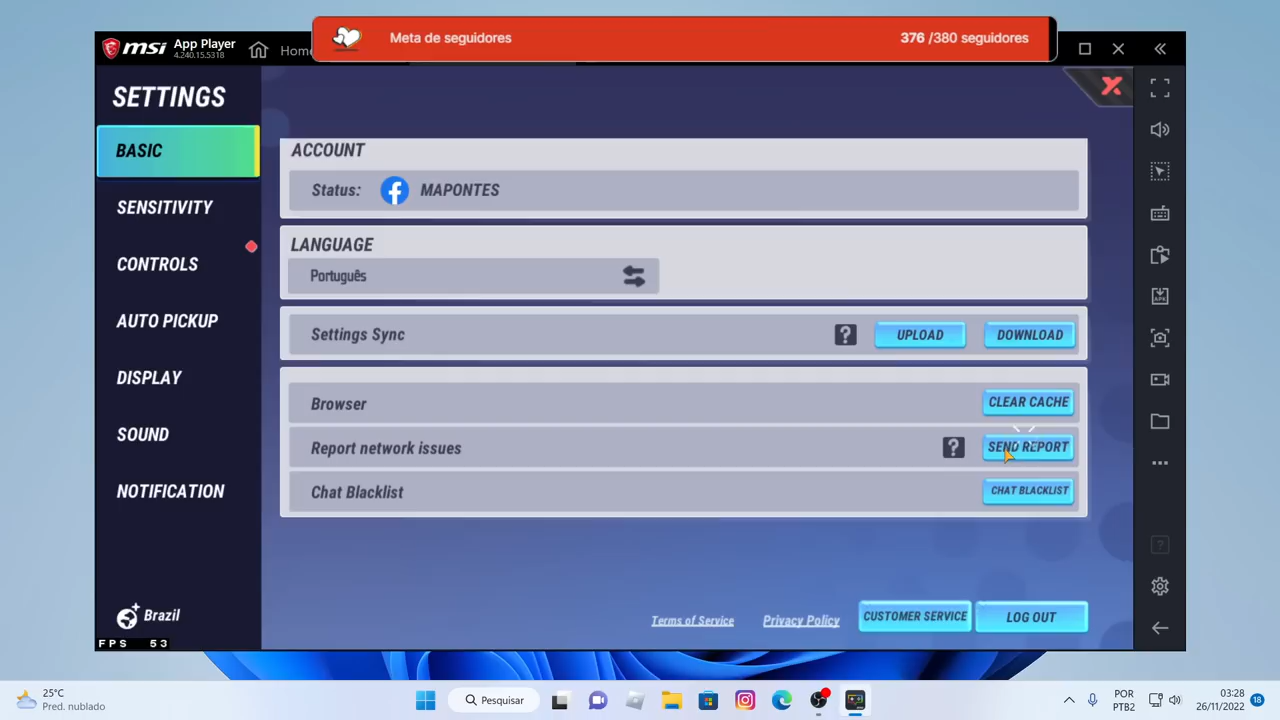 Meta de seguidores
376 /380 seguidores
msi App Player
4.240.15.5318
Home
SETTINGS
BASIC
SENSITIVITY
CONTROLS
AUTO PICKUP
DISPLAY
SOUND
NOTIFICATION
Brazil
FPS 53
ACCOUNT
Status: MAPONTES
LANGUAGE
Português
Settings Sync ? UPLOAD DOWNLOAD
Browser CLEAR CACHE
Report network issues ? SEND REPORT
Chat Blacklist CHAT BLACKLIST
Terms of Service Privacy Policy CUSTOMER SERVICE LOG OUT
APK
?
25°C
Pred. nublado
Pesquisar
POR
PTB2
03:28
26/11/2022
18